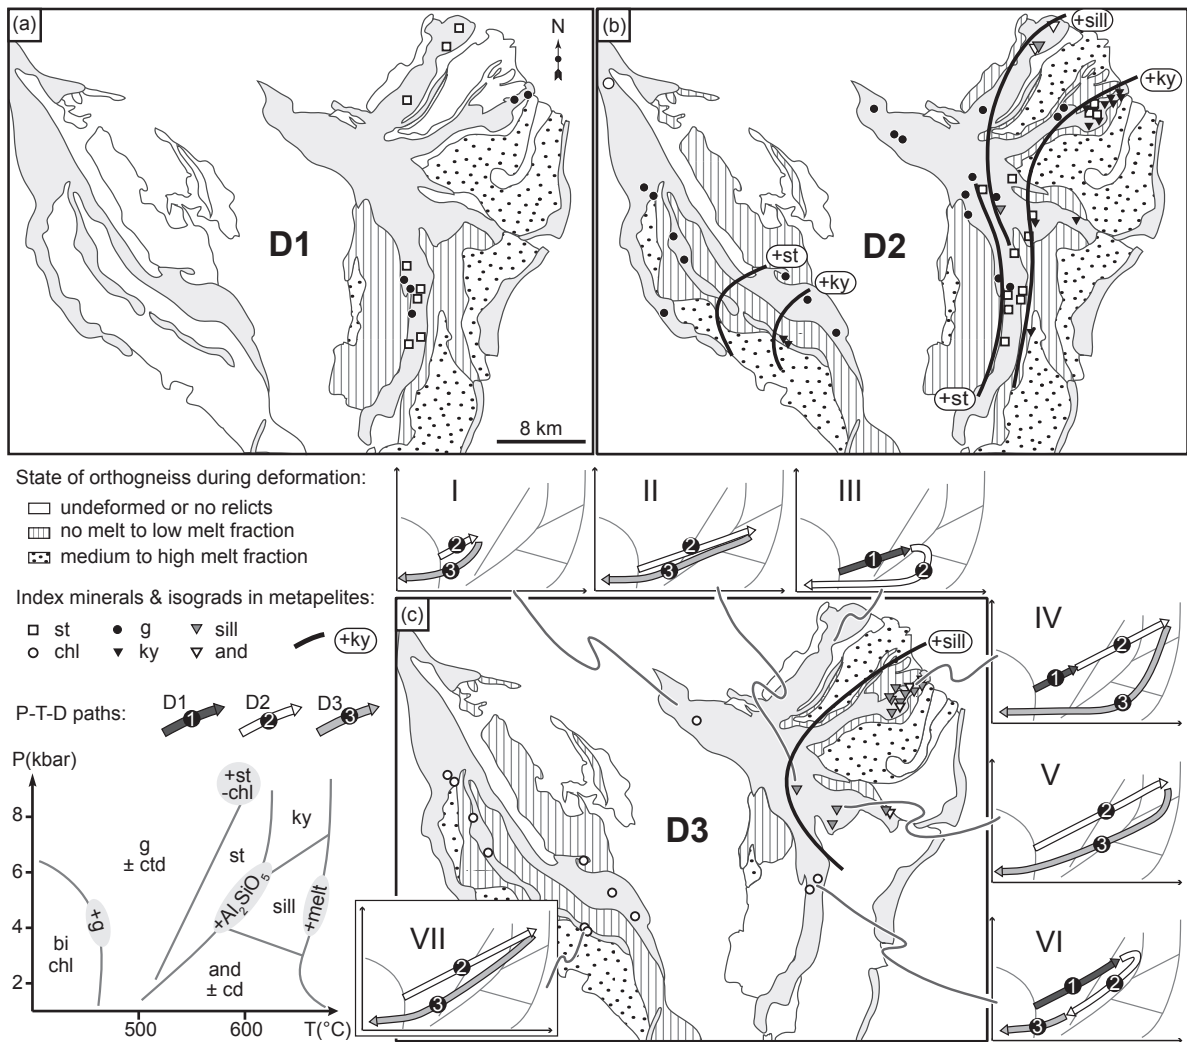 (a)
N
D1
8 km
(b)
+sill
+ky
D2
+st
+ky
+st
State of orthogneiss during deformation:
undeformed or no relicts
no melt to low melt fraction
medium to high melt fraction
Index minerals & isograds in metapelites:
st g sill +ky
chl ky and
P-T-D paths:
D1 D2 D3
1 2 3
P(kbar)
8
6
4
2
500 600 T(°C)
+st
-chl
g
± ctd
st
ky
+Al₂SiO₅
sill
+melt
+g
bi
chl
and
± cd
I
2
3
II
2
3
III
1
2
(c)
+sill
D3
IV
1
2
3
V
2
3
VI
1
2
3
VII
2
3